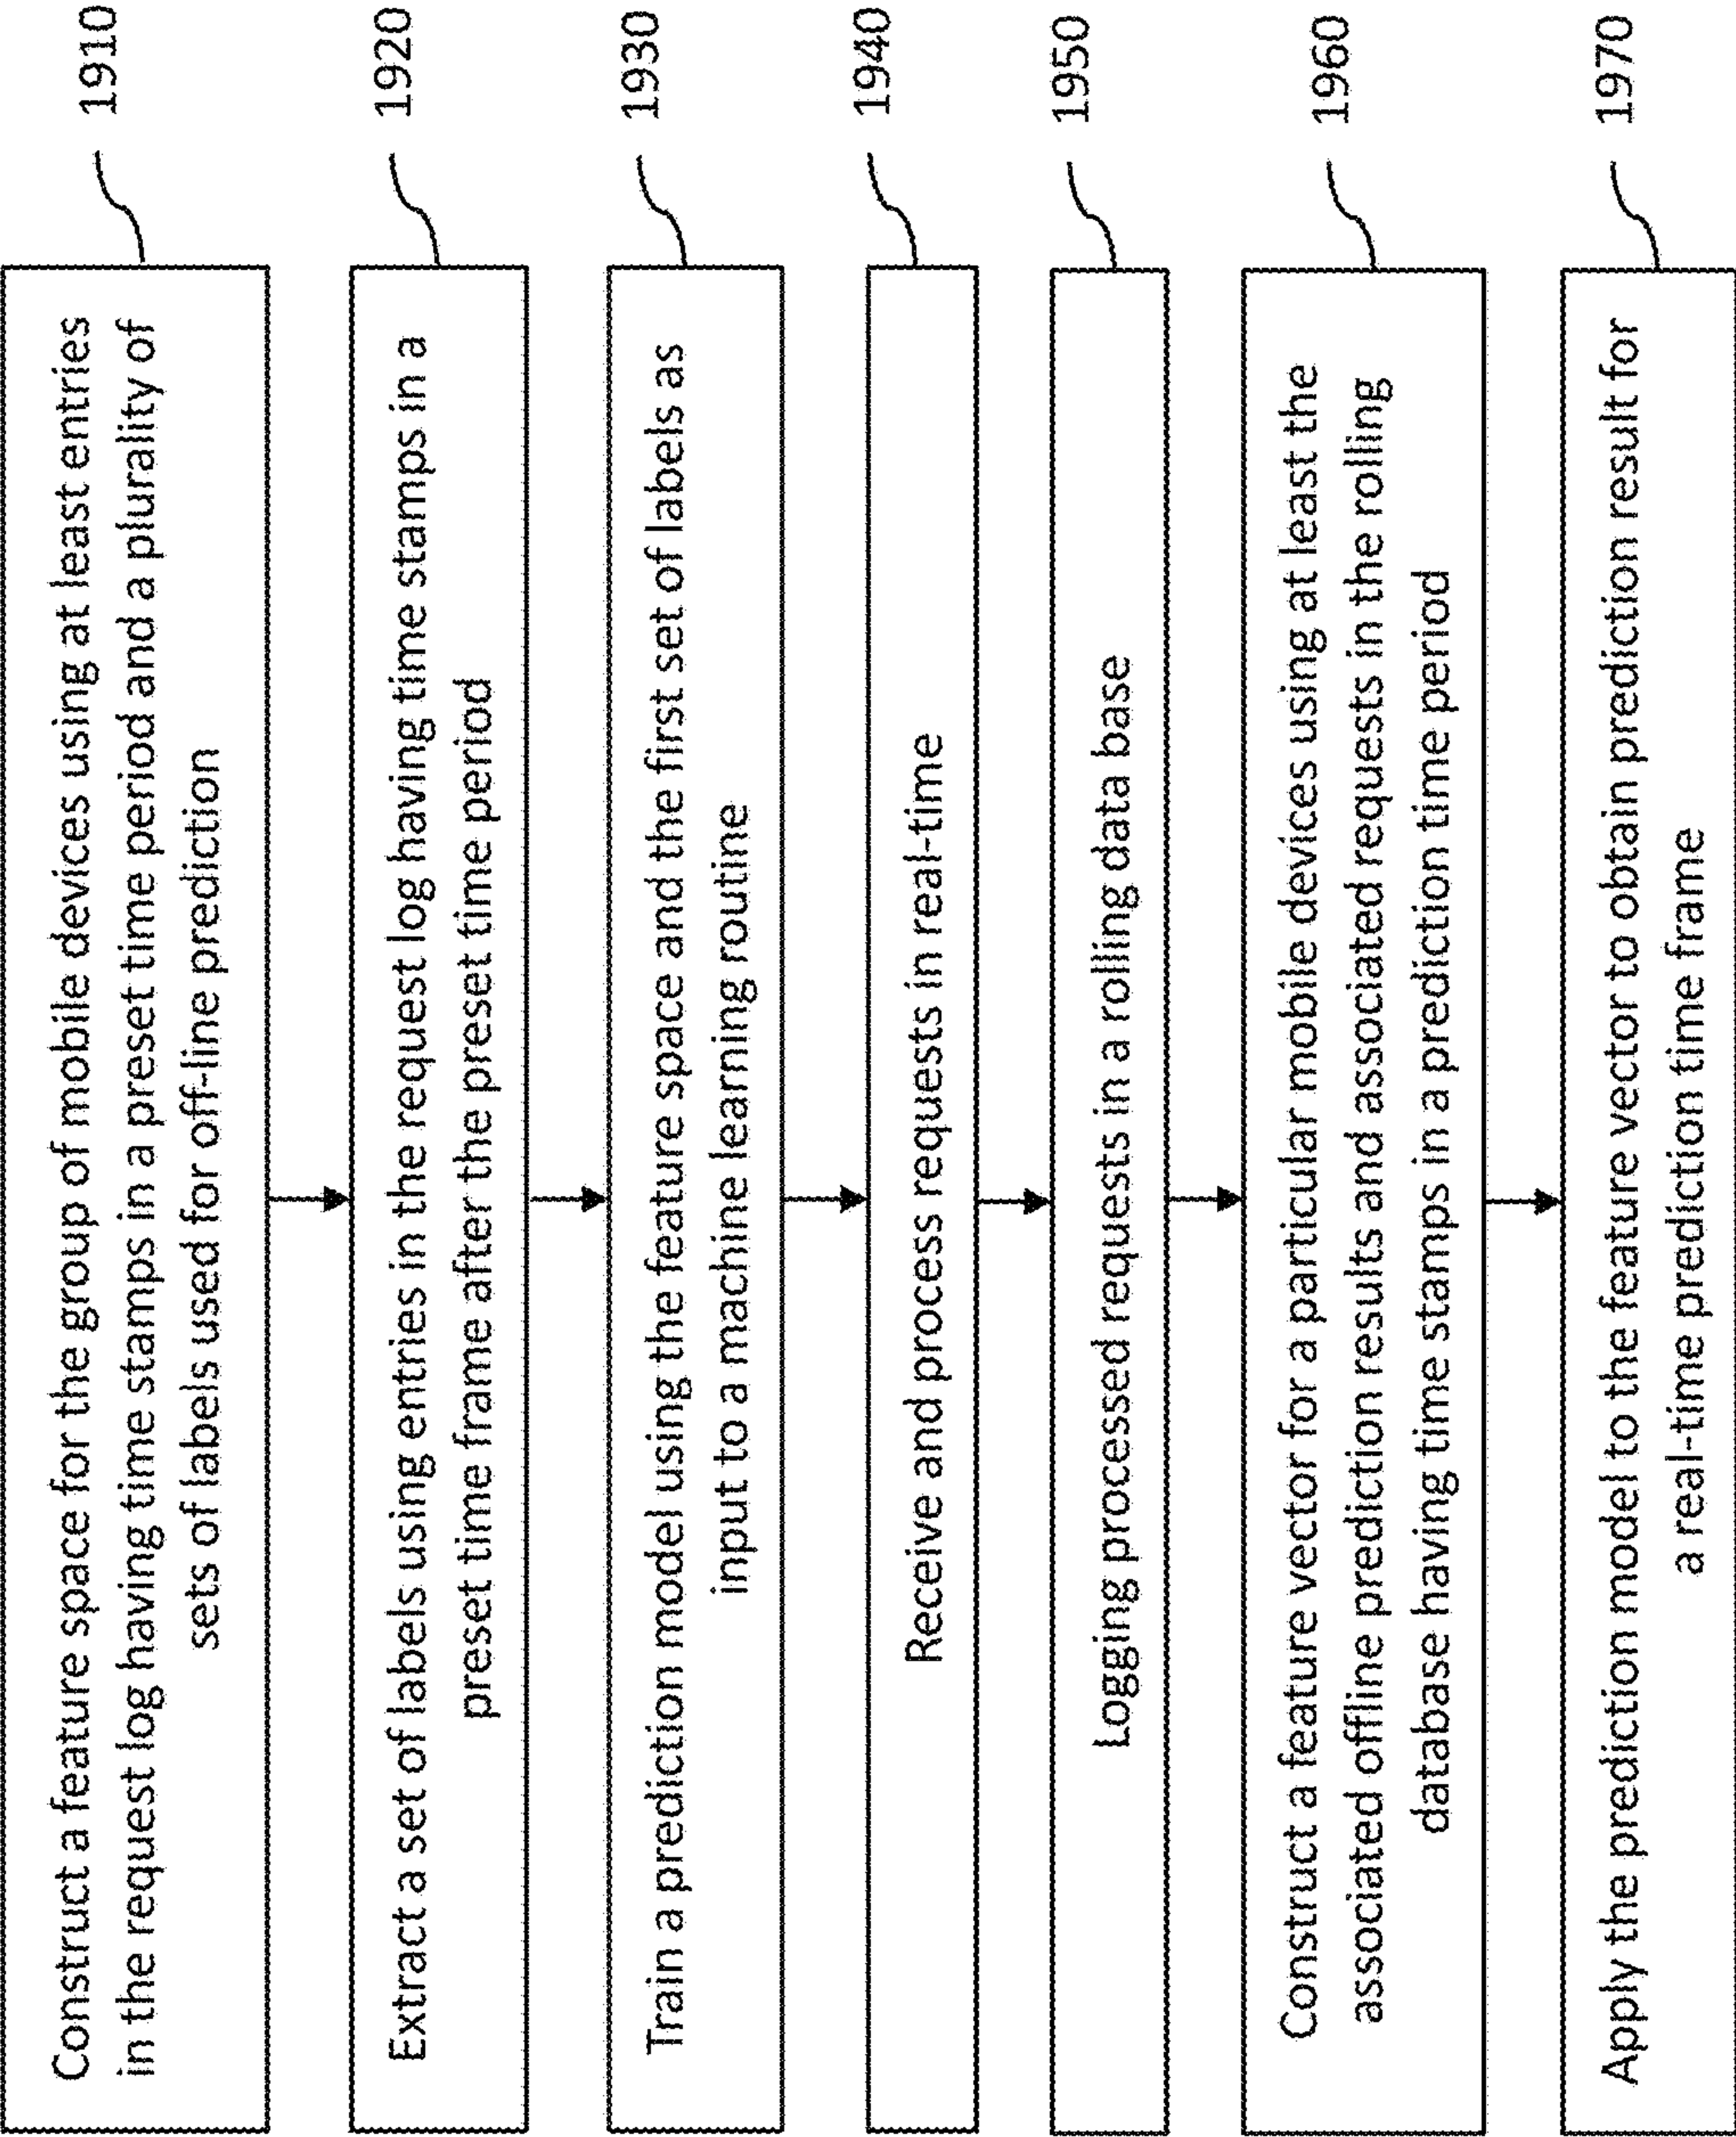 Construct a feature space for the group of mobile devices using at least entries
in the request log having time stamps in a preset time period and a plurality of
sets of labels used for off-line prediction
1910
Extract a set of labels using entries in the request log having time stamps in a
preset time frame after the preset time period
1920
Train a prediction model using the feature space and the first set of labels as
input to a machine learning routine
1930
Receive and process requests in real-time
1940
Logging processed requests in a rolling data base
1950
Construct a feature vector for a particular mobile devices using at least the
associated offline prediction results and associated requests in the rolling
database having time stamps in a prediction time period
1960
Apply the prediction model to the feature vector to obtain prediction result for
a real-time prediction time frame
1970